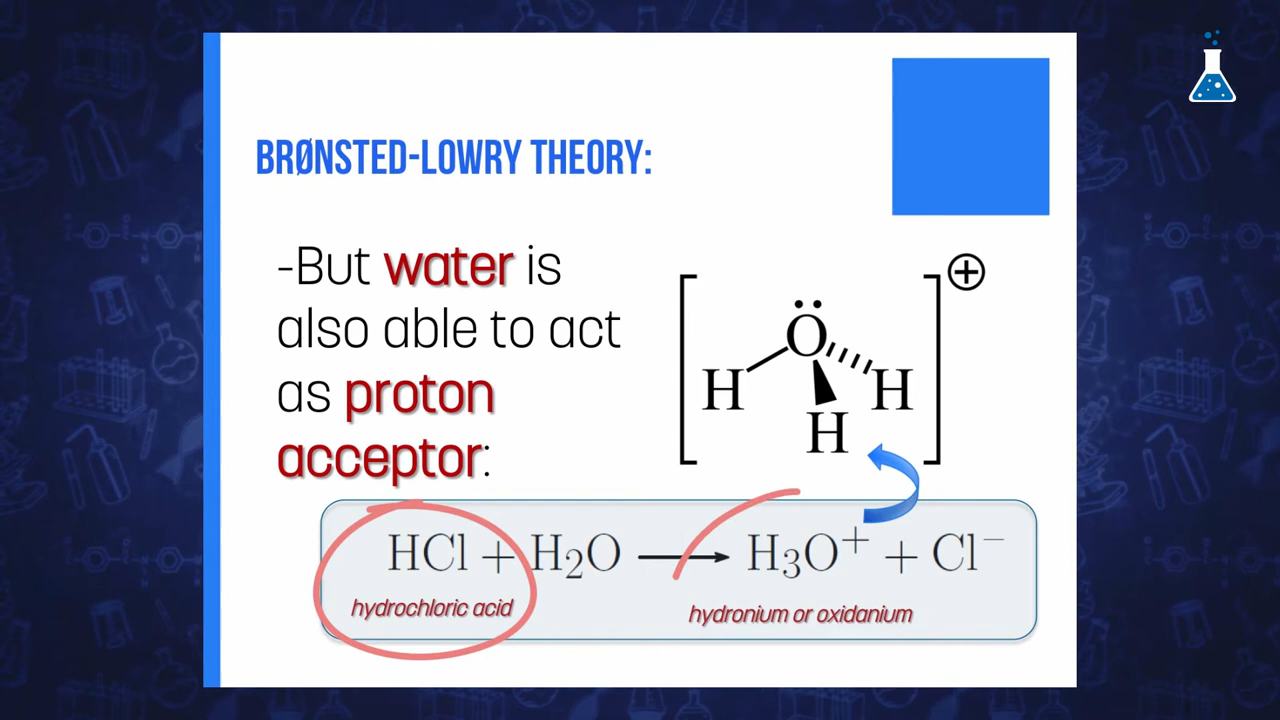 BRØNSTED-LOWRY THEORY:
-But water is
also able to act
as proton
acceptor:
[H O H H]⊕
HCl + H₂O ⟶ H₃O⁺ + Cl⁻
hydrochloric acid
hydronium or oxidanium